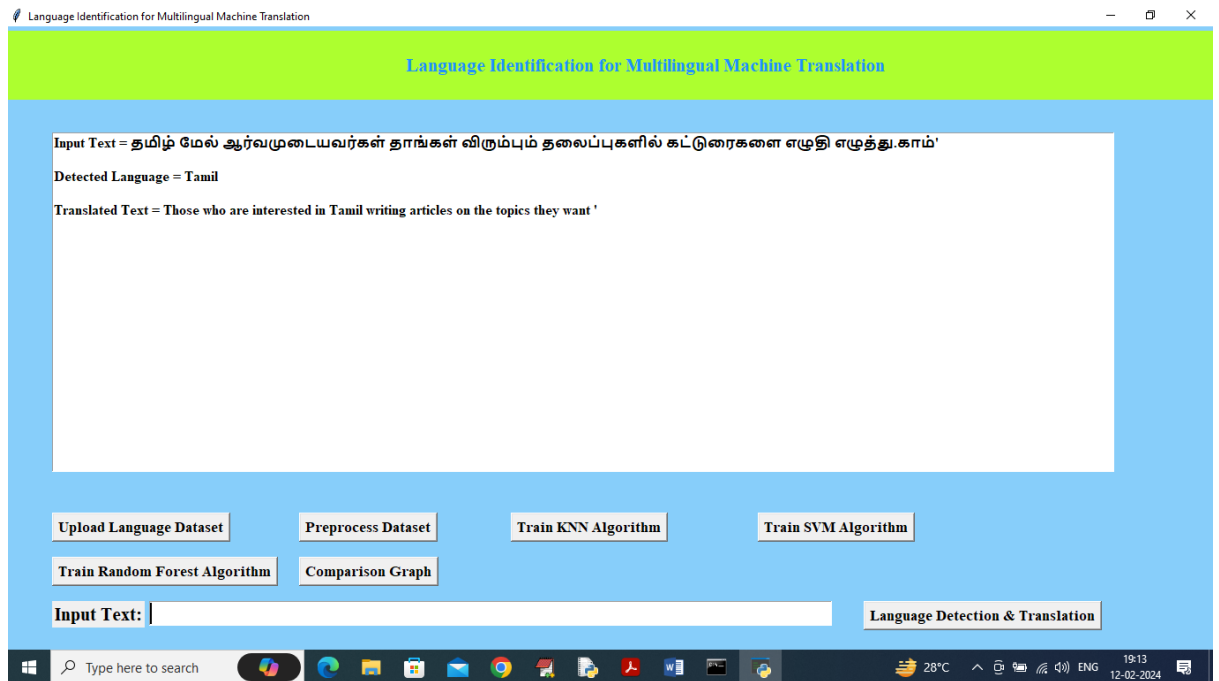 Language Identification for Multilingual Machine Translation
Language Identification for Multilingual Machine Translation
Input Text = தமிழ் மேல் ஆர்வமுடையவர்கள் தாங்கள் விரும்பும் தலைப்புகளில் கட்டுரைகளை எழுதி எழுத்து.காம்'
Detected Language = Tamil
Translated Text = Those who are interested in Tamil writing articles on the topics they want '
Upload Language Dataset Preprocess Dataset Train KNN Algorithm Train SVM Algorithm
Train Random Forest Algorithm Comparison Graph
Input Text: Language Detection & Translation
Type here to search 28°C ENG 19:13
12-02-2024